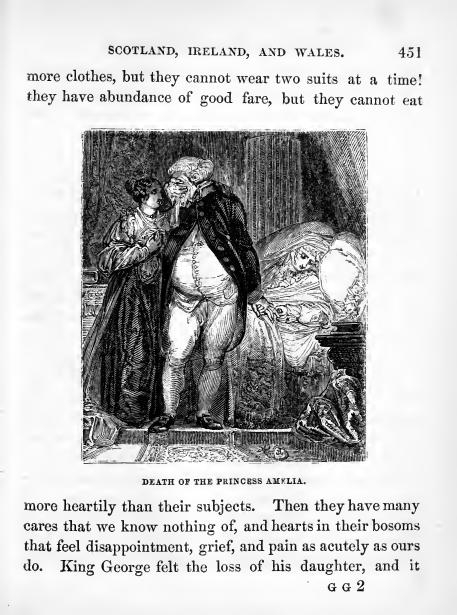 SCOTLAND, IRELAND, AND WALES. 451
more clothes, but they cannot wear two suits at a time!
they have abundance of good fare, but they cannot eat
DEATH OF THE PRINCESS AMELIA.
more heartily than their subjects. Then they have many
cares that we know nothing of, and hearts in their bosoms
that feel disappointment, grief, and pain as acutely as ours
do. King George felt the loss of his daughter, and it
G G 2